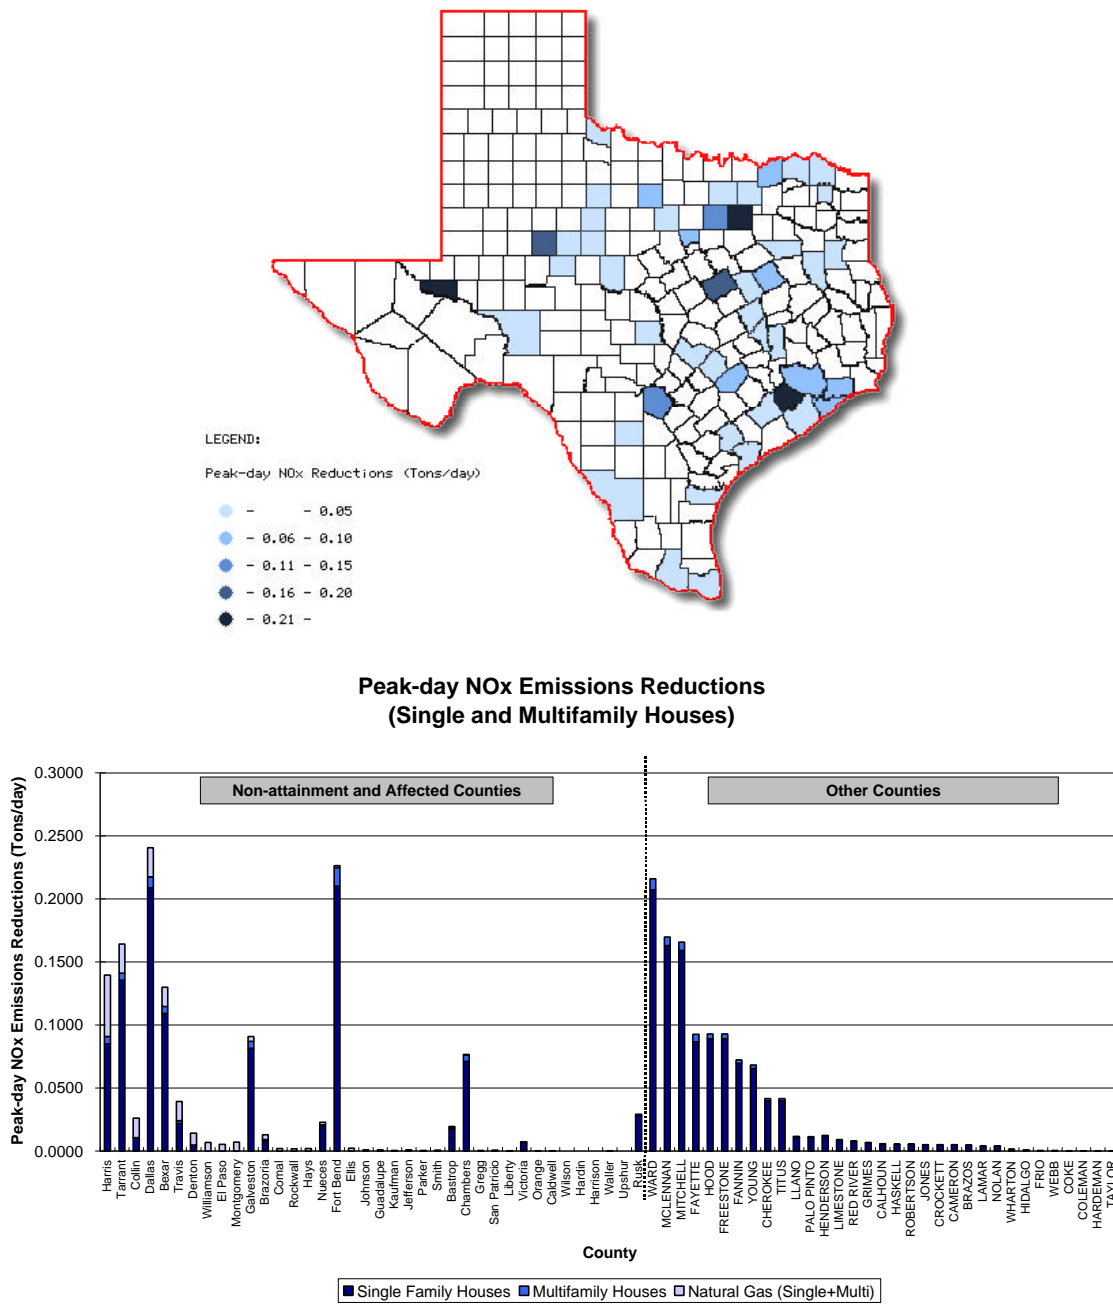 LEGEND:
Peak-day NOx Reductions (Tons/day)
- - 0.05
- 0.06 - 0.10
- 0.11 - 0.15
- 0.16 - 0.20
- 0.21 -
Peak-day NOx Emissions Reductions
(Single and Multifamily Houses)
Peak-day NOx Emissions Reductions (Tons/day)
0.3000
0.2500
0.2000
0.1500
0.1000
0.0500
0.0000
Non-attainment and Affected Counties
Other Counties
Harris
Tarrant
Collin
Dallas
Bexar
Travis
Denton
Williamson
El Paso
Montgomery
Galveston
Brazoria
Comal
Rockwall
Hays
Nueces
Fort Bend
Ellis
Johnson
Guadalupe
Kaufman
Jefferson
Parker
Smith
Bastrop
Chambers
Gregg
San Patricio
Liberty
Victoria
Orange
Caldwell
Wilson
Hardin
Harrison
Waller
Upshur
Rusk
WARD
MCLENNAN
MITCHELL
FAYETTE
HOOD
FREESTONE
FANNIN
YOUNG
CHEROKEE
TITUS
LLANO
PALO PINTO
HENDERSON
LIMESTONE
RED RIVER
GRIMES
CALHOUN
HASKELL
ROBERTSON
JONES
CROCKETT
CAMERON
BRAZOS
LAMAR
NOLAN
WHARTON
HIDALGO
FRIO
WEBB
COKE
COLEMAN
HARDEMAN
TAYLOR
County
Single Family Houses
Multifamily Houses
Natural Gas (Single+Multi)